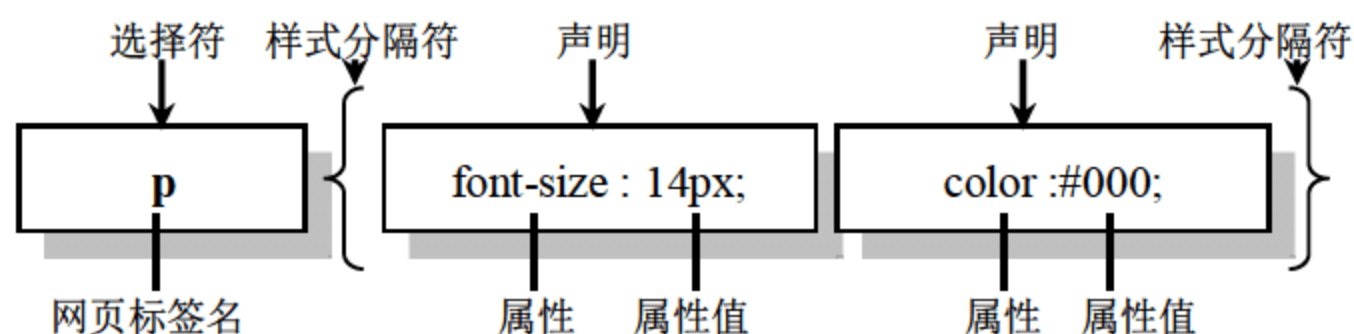 选择符 样式分隔符 声明 声明 样式分隔符
p { font-size : 14px; color :#000; }
网页标签名 属性 属性值 属性 属性值